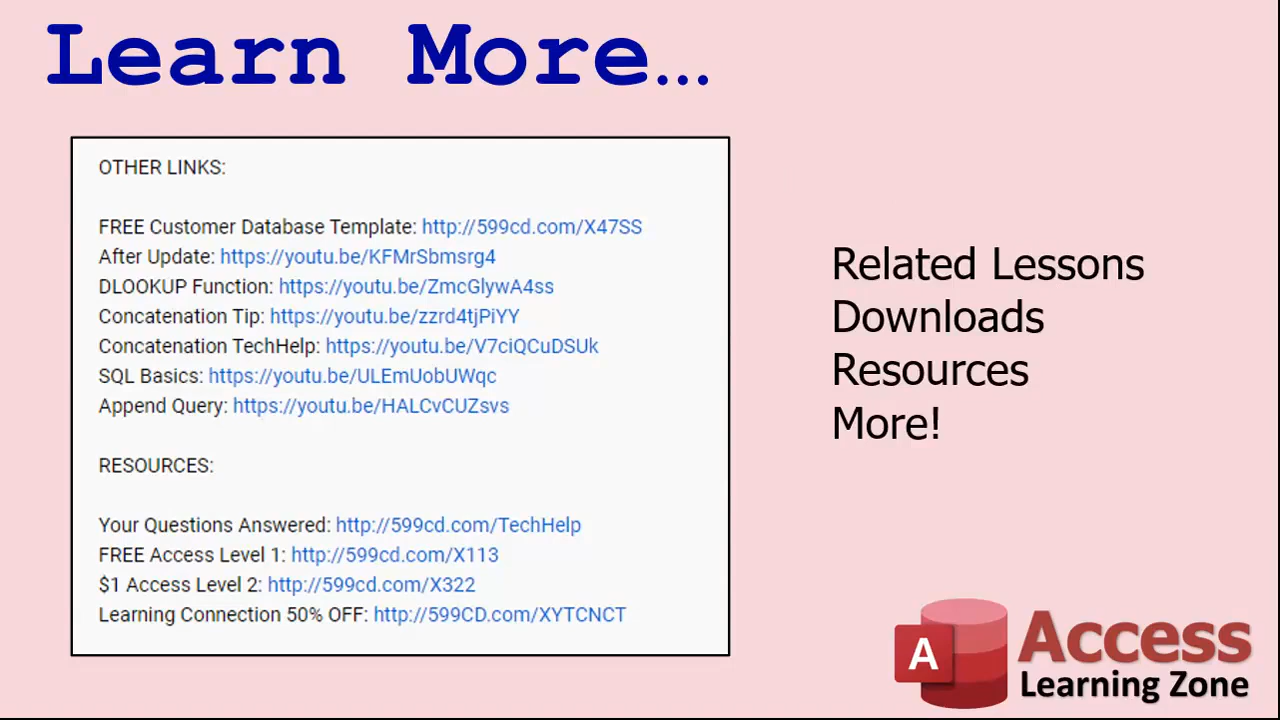 Learn More...
OTHER LINKS:
FREE Customer Database Template: http://599cd.com/X47SS
After Update: https://youtu.be/KFMrSbmsrg4
DLOOKUP Function: https://youtu.be/ZmcGlywA4ss
Concatenation Tip: https://youtu.be/zzrd4tjPiYY
Concatenation TechHelp: https://youtu.be/V7ciQCuDSUk
SQL Basics: https://youtu.be/ULEmUobUWqc
Append Query: https://youtu.be/HALCvCUZsvs
RESOURCES:
Your Questions Answered: http://599cd.com/TechHelp
FREE Access Level 1: http://599cd.com/X113
$1 Access Level 2: http://599cd.com/X322
Learning Connection 50% OFF: http://599CD.com/XYTCNCT
Related Lessons
Downloads
Resources
More!
A
Access
Learning Zone